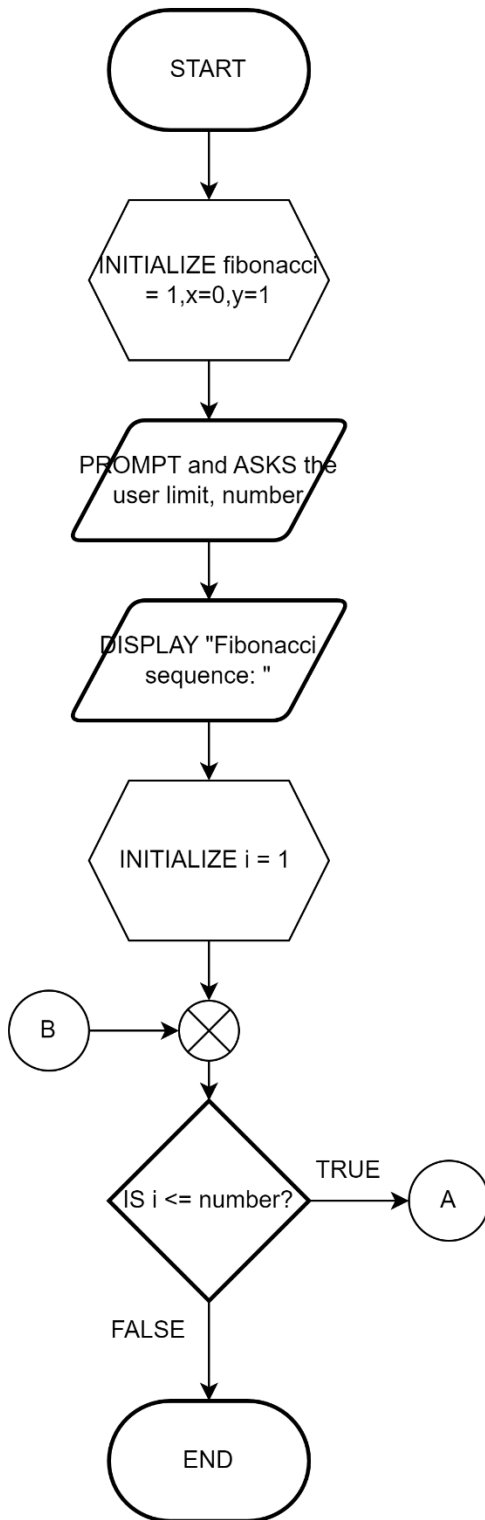 START
INITIALIZE fibonacci
= 1,x=0,y=1
PROMPT and ASKS the
user limit, number
DISPLAY "Fibonacci
sequence: "
INITIALIZE i = 1
B
IS i <= number?
TRUE
A
FALSE
END